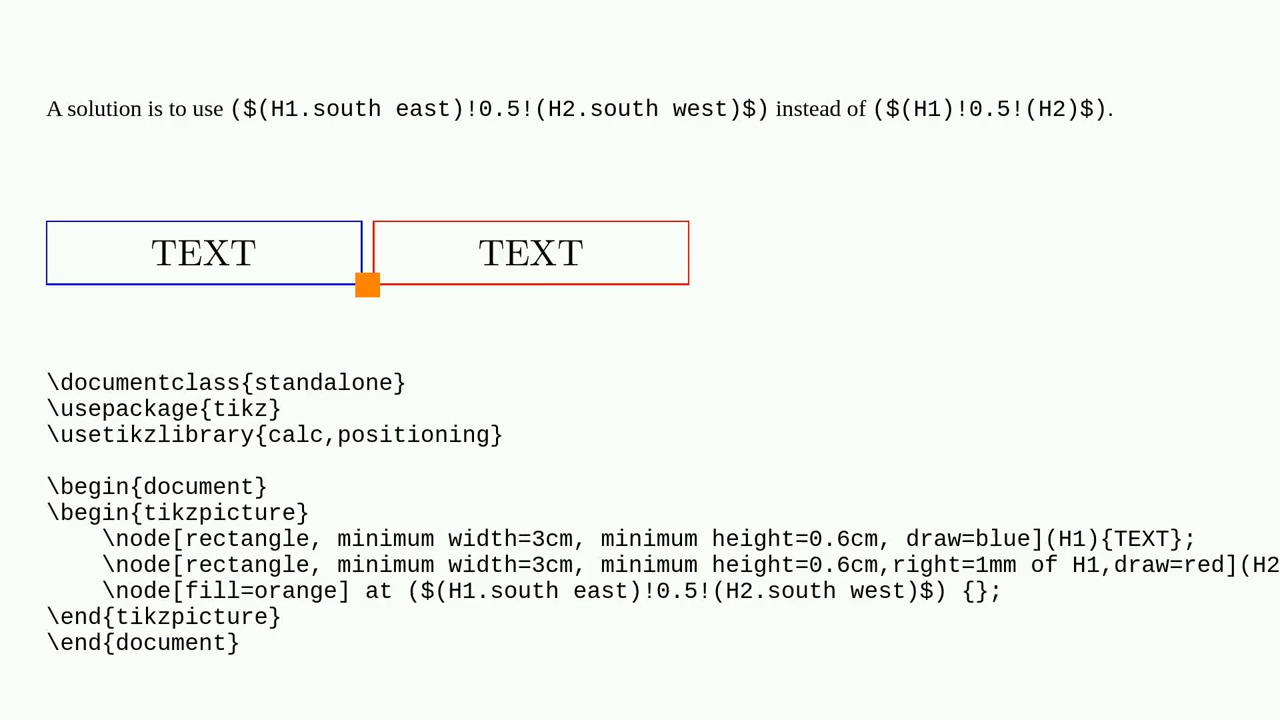 A solution is to use ($(H1.south east)!0.5!(H2.south west)$) instead of ($(H1)!0.5!(H2)$).
TEXT TEXT
\documentclass{standalone}
\usepackage{tikz}
\usetikzlibrary{calc,positioning}
\begin{document}
\begin{tikzpicture}
    \node[rectangle, minimum width=3cm, minimum height=0.6cm, draw=blue](H1){TEXT};
    \node[rectangle, minimum width=3cm, minimum height=0.6cm,right=1mm of H1,draw=red](H2
    \node[fill=orange] at ($(H1.south east)!0.5!(H2.south west)$) {};
\end{tikzpicture}
\end{document}